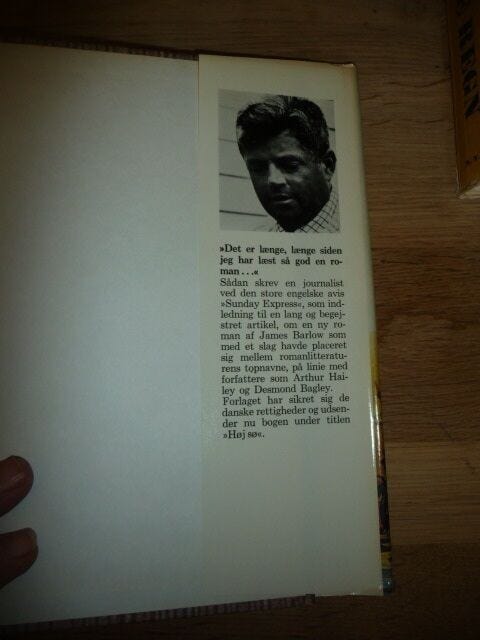 »Det er længe, længe siden
jeg har læst så god en ro-
man . . .«
Sådan skrev en journalist
ved den store engelske avis
»Sunday Express«, som ind-
ledning til en lang og begej-
stret artikel, om en ny ro-
man af James Barlow som
med et slag havde placeret
sig mellem romanlitteratu-
rens topnavne, på linie med
forfattere som Arthur Hai-
ley og Desmond Bagley.
Forlaget har sikret sig de
danske rettigheder og udsen-
der nu bogen under titlen
»Høj sø«.